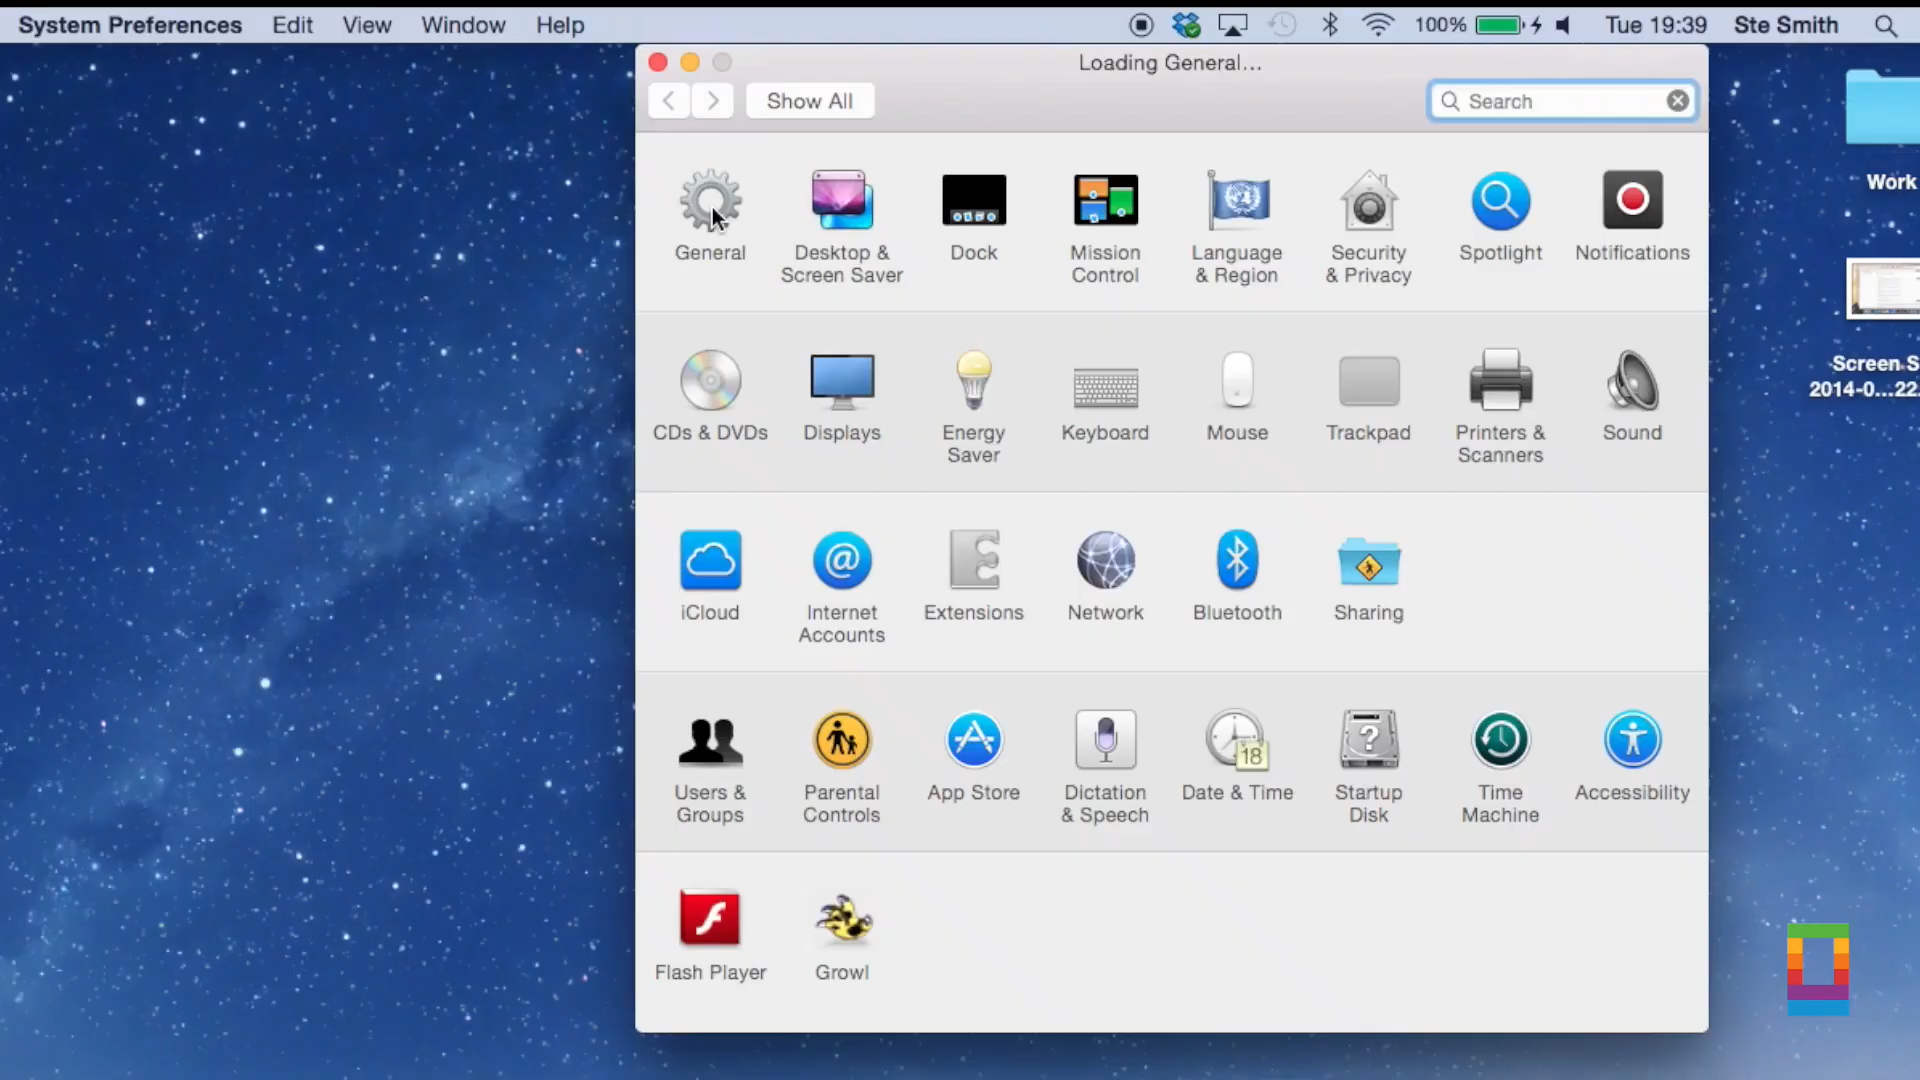 System Preferences Edit View Window Help 100% Tue 19:39 Ste Smith
Loading General...
Show All Search
General Desktop & Screen Saver Dock Mission Control Language & Region Security & Privacy Spotlight Notifications
CDs & DVDs Displays Energy Saver Keyboard Mouse Trackpad Printers & Scanners Sound
iCloud Internet Accounts Extensions Network Bluetooth Sharing
18
Users & Groups Parental Controls App Store Dictation & Speech Date & Time Startup Disk Time Machine Accessibility
Flash Player Growl
Work
Screen S
2014-0...22.